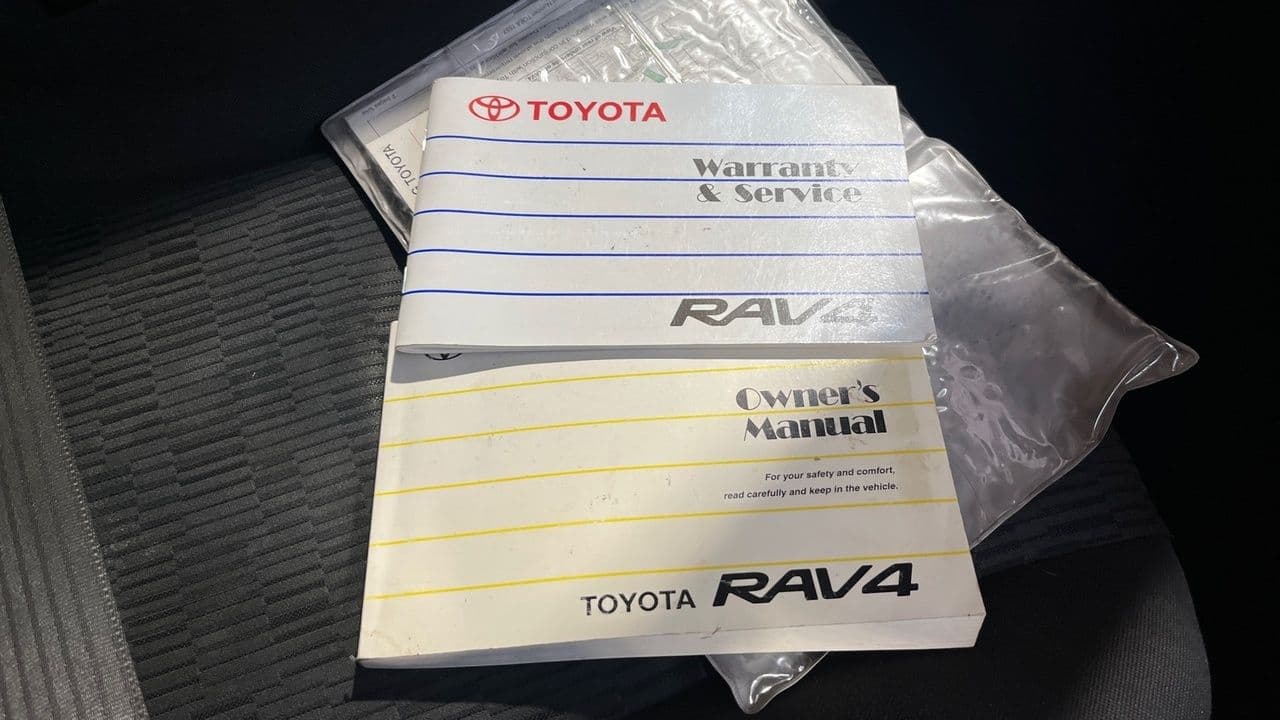 TOYOTA
Warranty
& Service
RAV4
Owner's
Manual
For your safety and comfort,
read carefully and keep in the vehicle.
TOYOTA RAV4
TOYOTA